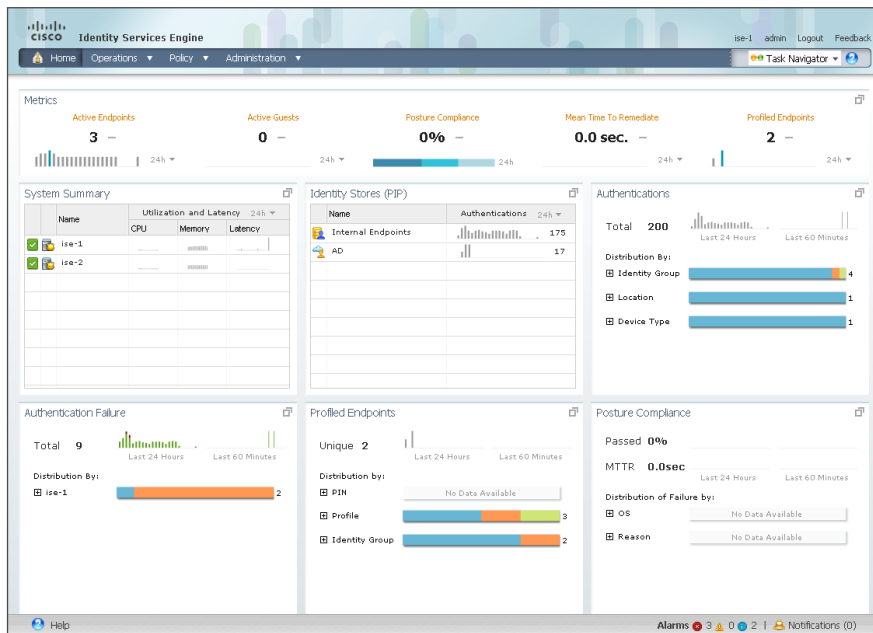 CISCO Identity Services Engine
ise-1 admin Logout Feedback
Home Operations Policy Administration Task Navigator
Metrics
Active Endpoints Active Guests Posture Compliance Mean Time To Remediate Profiled Endpoints
3 0 0% 0.0 sec. 2
24h 24h 24h 24h 24h
System Summary
Name Utilization and Latency 24h
CPU Memory Latency
ise-1
ise-2
Identity Stores (PIP)
Name Authentications 24h
Internal Endpoints 175
AD 17
Authentications
Total 200
Last 24 Hours Last 60 Minutes
Distribution By:
Identity Group 4
Location 1
Device Type 1
Authentication Failure
Total 9
Last 24 Hours Last 60 Minutes
Distribution By:
ise-1 2
Profiled Endpoints
Unique 2
Last 24 Hours Last 60 Minutes
Distribution by:
PIN No Data Available
Profile 3
Identity Group 2
Posture Compliance
Passed 0%
MTTR 0.0sec
Last 24 Hours Last 60 Minutes
Distribution of Failure by:
OS No Data Available
Reason No Data Available
Help
Alarms 3 0 2 | Notifications (0)